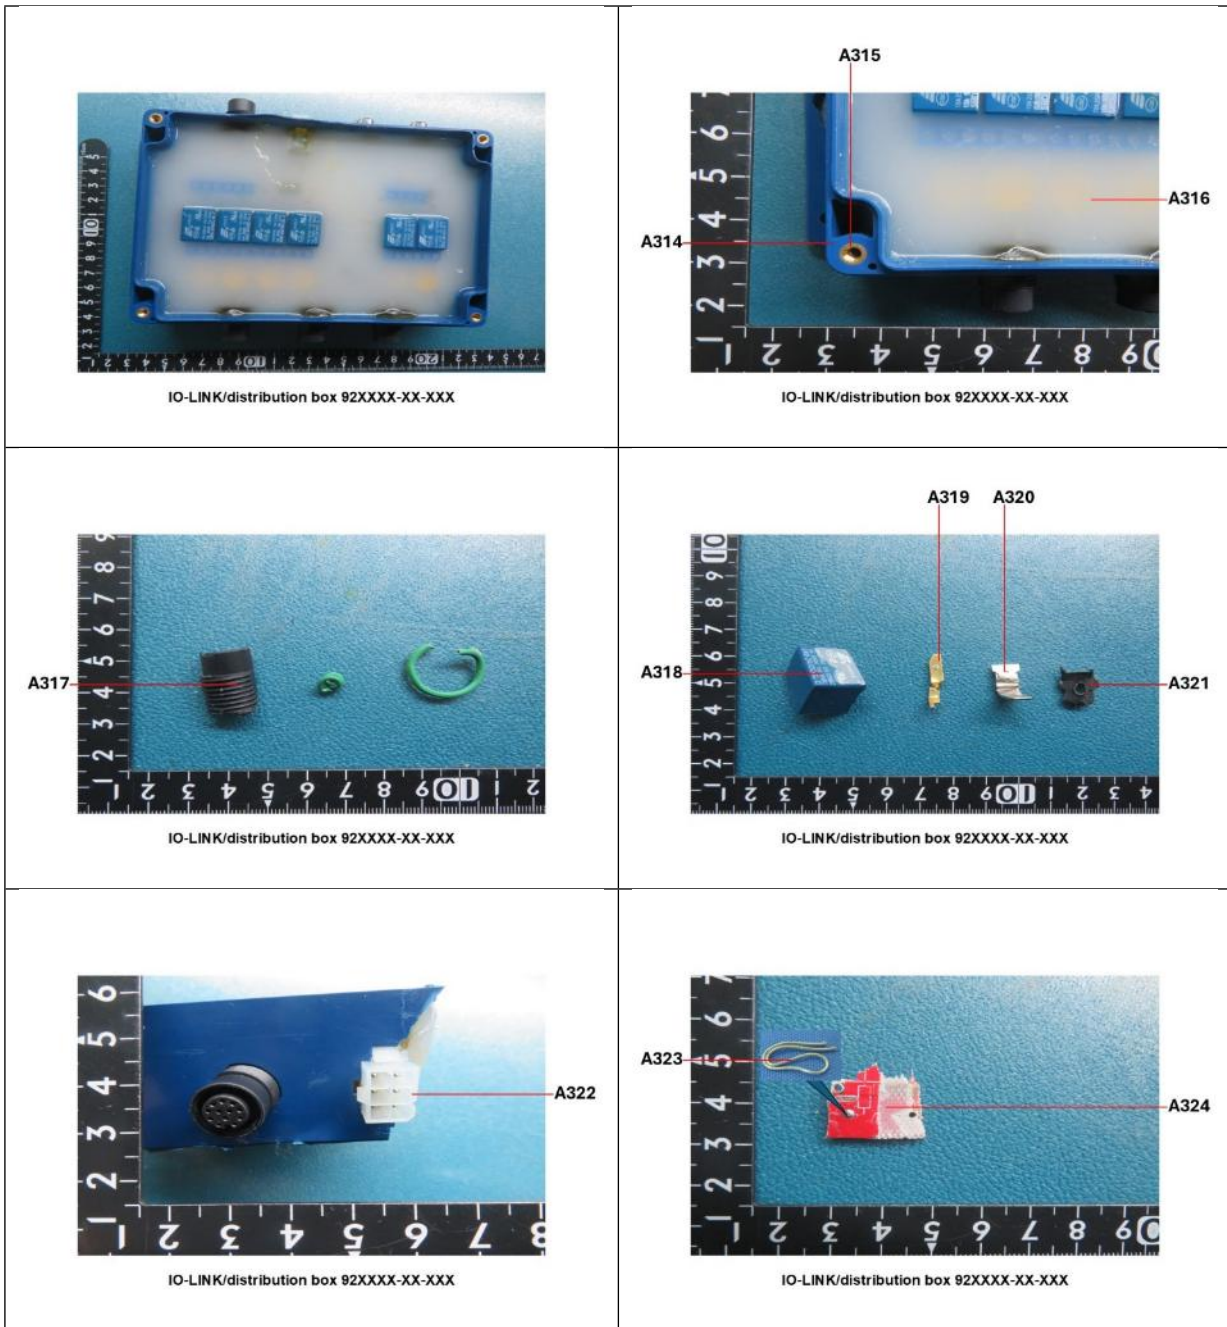 IO-LINK/distribution box 92XXXX-XX-XXX
A315
A314
A316
IO-LINK/distribution box 92XXXX-XX-XXX
A317
IO-LINK/distribution box 92XXXX-XX-XXX
A319 A320
A318
A321
IO-LINK/distribution box 92XXXX-XX-XXX
A322
IO-LINK/distribution box 92XXXX-XX-XXX
A323
A324
IO-LINK/distribution box 92XXXX-XX-XXX